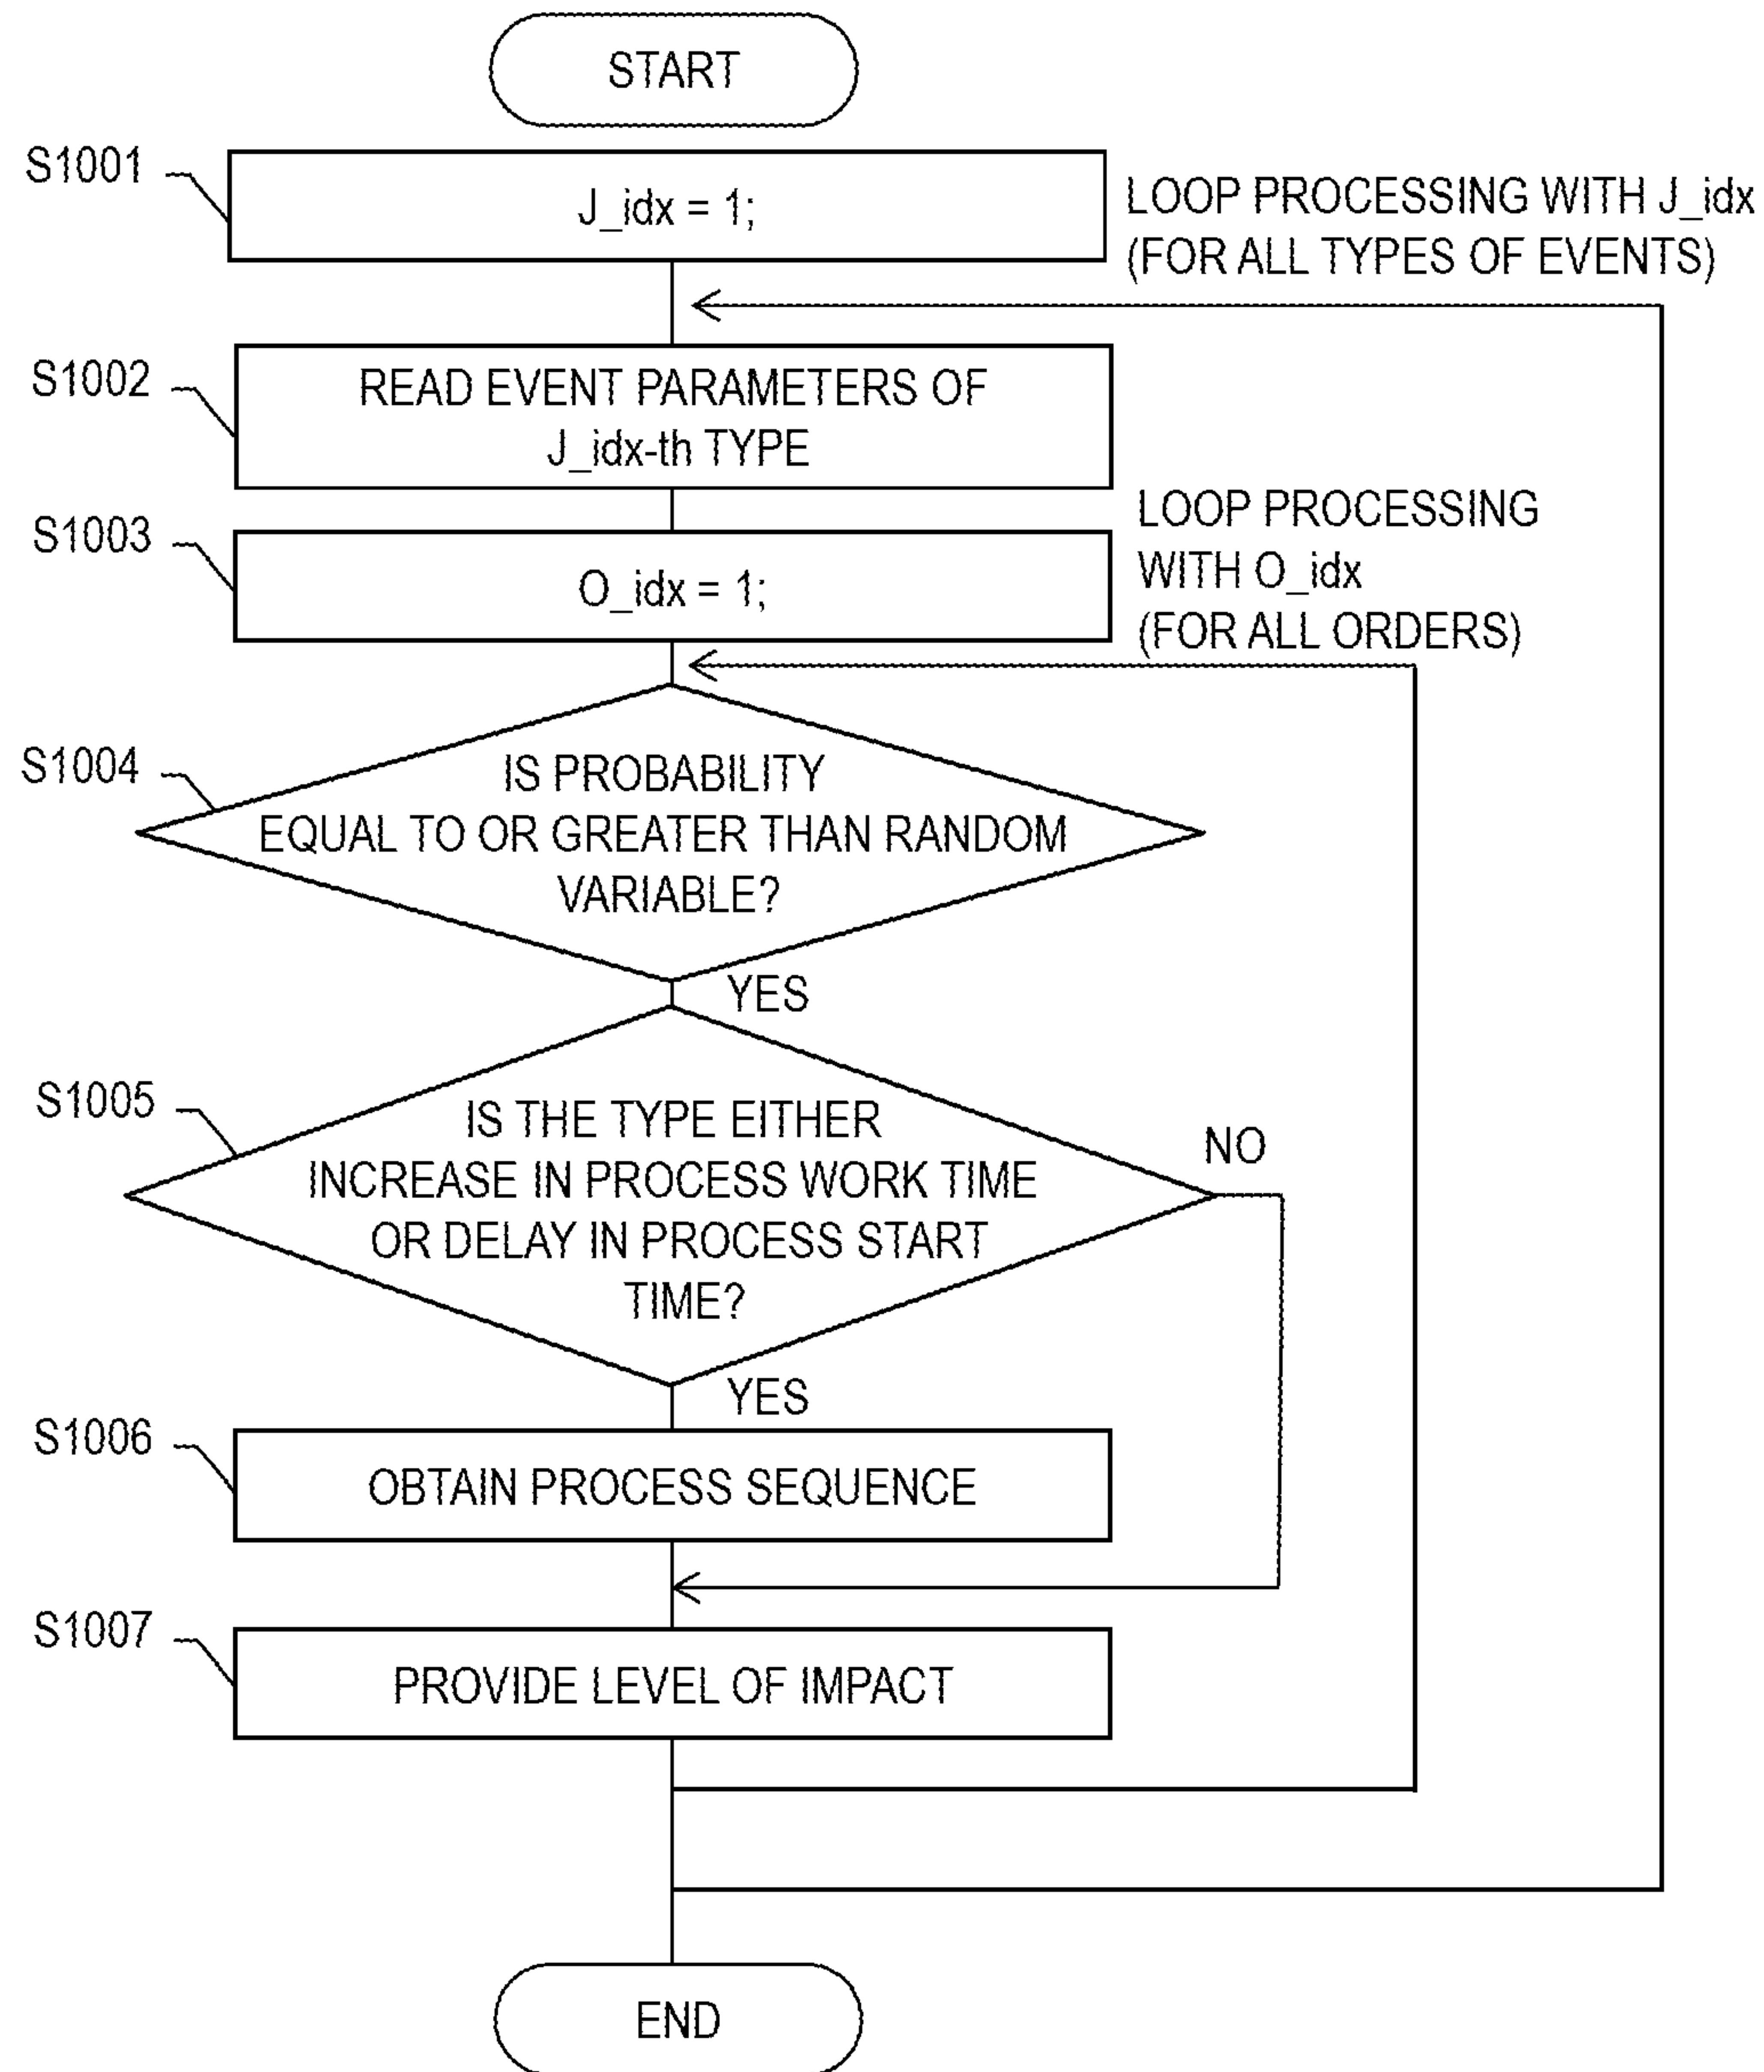 START
S1001
J_idx = 1;
LOOP PROCESSING WITH J_idx
(FOR ALL TYPES OF EVENTS)
S1002
READ EVENT PARAMETERS OF
J_idx-th TYPE
S1003
O_idx = 1;
LOOP PROCESSING
WITH O_idx
(FOR ALL ORDERS)
S1004
IS PROBABILITY
EQUAL TO OR GREATER THAN RANDOM
VARIABLE?
YES
S1005
IS THE TYPE EITHER
INCREASE IN PROCESS WORK TIME
OR DELAY IN PROCESS START
TIME?
NO
YES
S1006
OBTAIN PROCESS SEQUENCE
S1007
PROVIDE LEVEL OF IMPACT
END